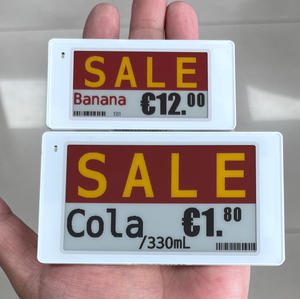 SALE
Banana €12.00
SALE
Cola €1.80
/330mL